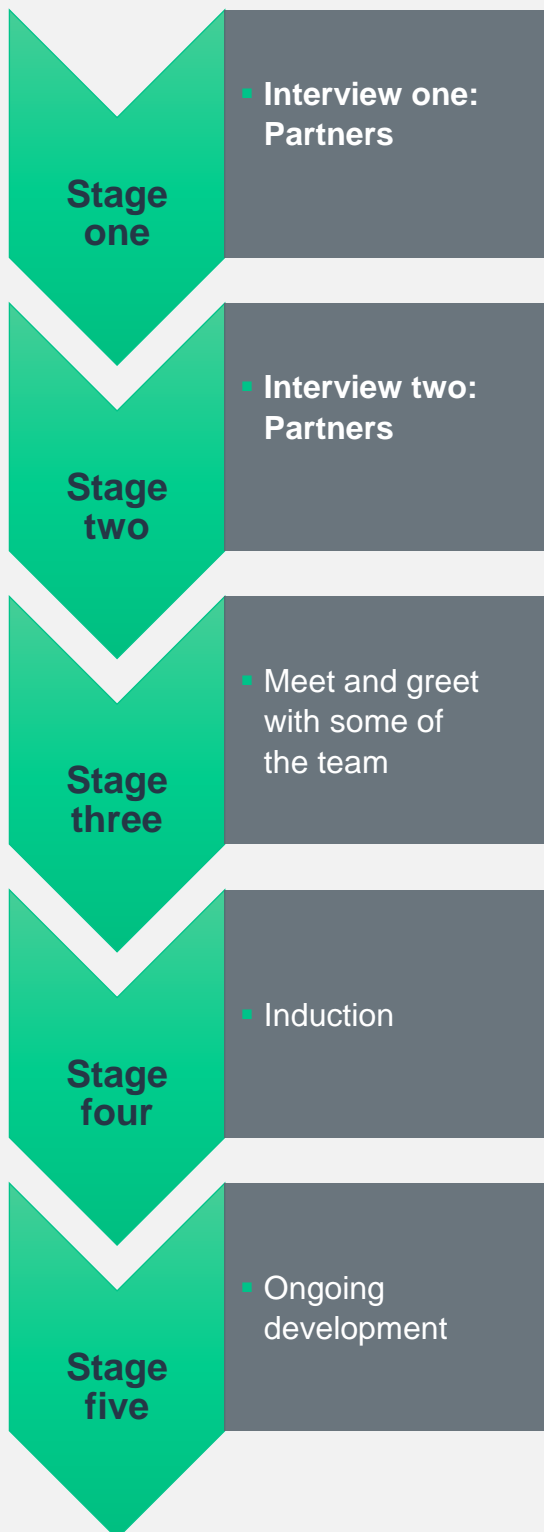 Stage
one
▪ Interview one:
Partners
Stage
two
▪ Interview two:
Partners
Stage
three
▪ Meet and greet
with some of
the team
Stage
four
▪ Induction
Stage
five
▪ Ongoing
development